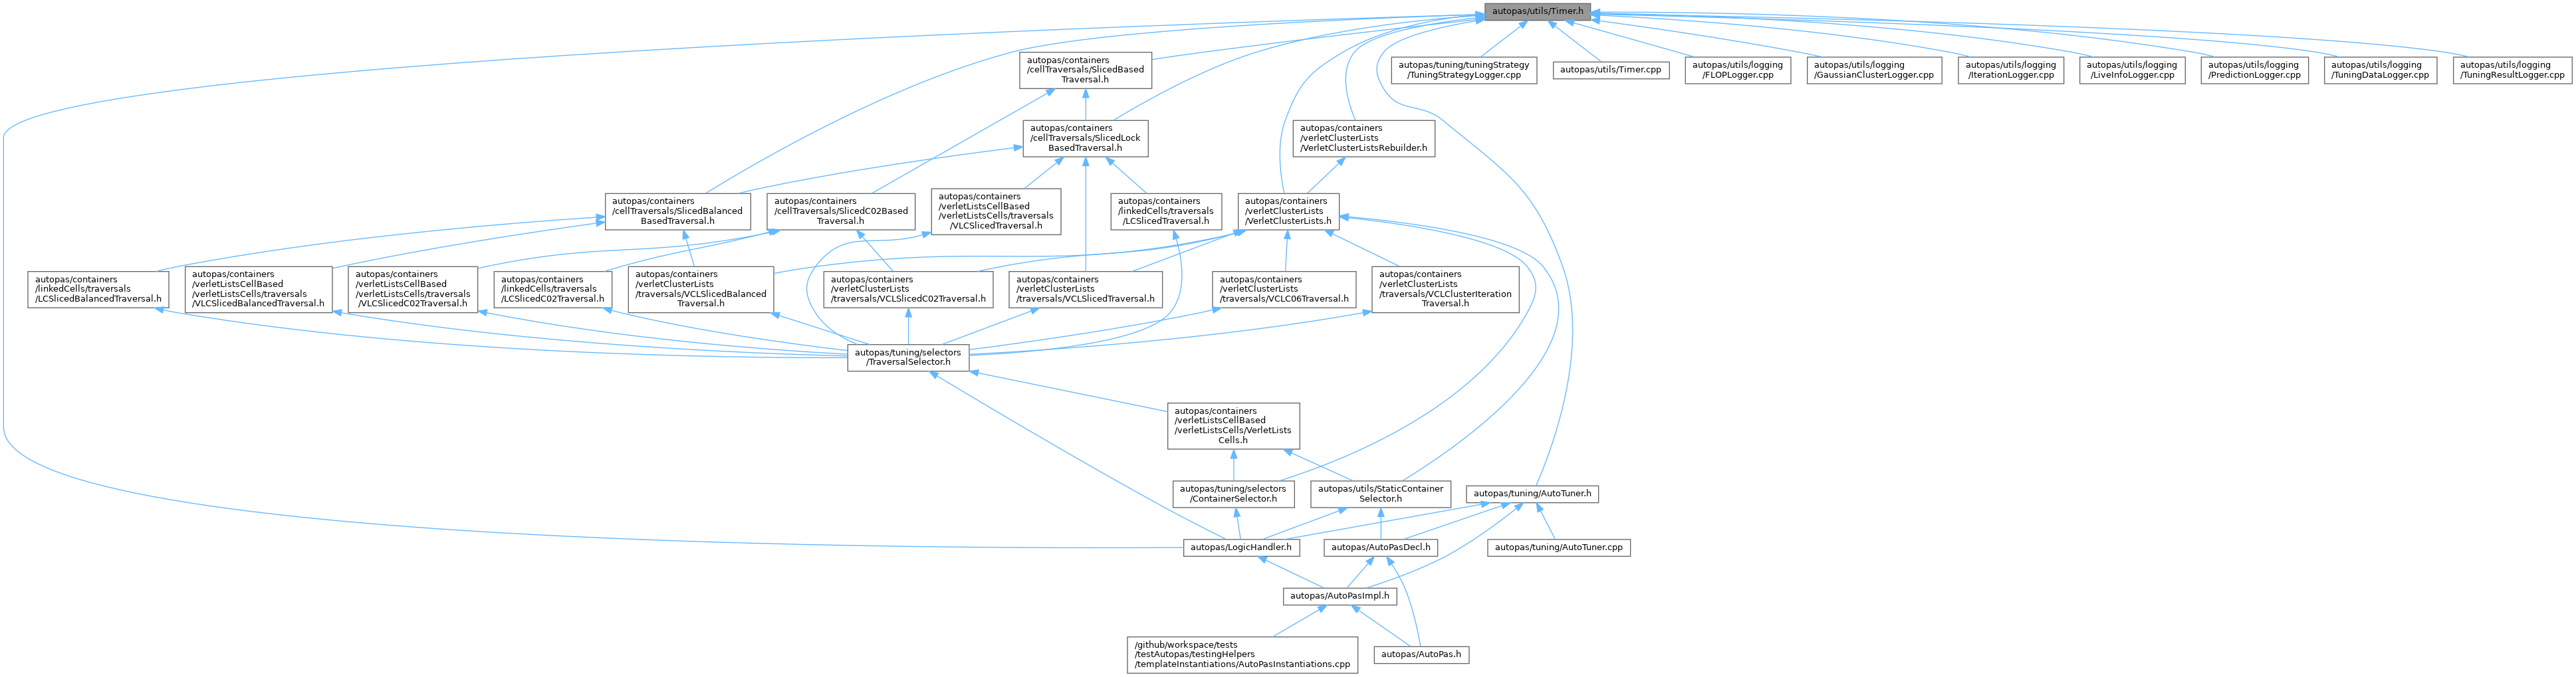 autopas/utils/Timer.h
autopas/containers
/cellTraversals/SlicedBased
Traversal.h
autopas/tuning/tuningStrategy
/TuningStrategyLogger.cpp
autopas/utils/Timer.cpp
autopas/utils/logging
/FLOPLogger.cpp
autopas/utils/logging
/GaussianClusterLogger.cpp
autopas/utils/logging
/IterationLogger.cpp
autopas/utils/logging
/LiveInfoLogger.cpp
autopas/utils/logging
/PredictionLogger.cpp
autopas/utils/logging
/TuningDataLogger.cpp
autopas/utils/logging
/TuningResultLogger.cpp
autopas/containers
/cellTraversals/SlicedLock
BasedTraversal.h
autopas/containers
/verletClusterLists
/VerletClusterListsRebuilder.h
autopas/containers
/cellTraversals/SlicedBalanced
BasedTraversal.h
autopas/containers
/cellTraversals/SlicedC02Based
Traversal.h
autopas/containers
/verletListsCellBased
/verletListsCells/traversals
/VLCSlicedTraversal.h
autopas/containers
/linkedCells/traversals
/LCSlicedTraversal.h
autopas/containers
/verletClusterLists
/VerletClusterLists.h
autopas/containers
/linkedCells/traversals
/LCSlicedBalancedTraversal.h
autopas/containers
/verletListsCellBased
/verletListsCells/traversals
/VLCSlicedBalancedTraversal.h
autopas/containers
/verletListsCellBased
/verletListsCells/traversals
/VLCSlicedC02Traversal.h
autopas/containers
/linkedCells/traversals
/LCSlicedC02Traversal.h
autopas/containers
/verletClusterLists
/traversals/VCLSlicedBalanced
Traversal.h
autopas/containers
/verletClusterLists
/traversals/VCLSlicedC02Traversal.h
autopas/containers
/verletClusterLists
/traversals/VCLSlicedTraversal.h
autopas/containers
/verletClusterLists
/traversals/VCLC06Traversal.h
autopas/containers
/verletClusterLists
/traversals/VCLClusterIteration
Traversal.h
autopas/tuning/selectors
/TraversalSelector.h
autopas/containers
/verletListsCellBased
/verletListsCells/VerletLists
Cells.h
autopas/tuning/selectors
/ContainerSelector.h
autopas/utils/StaticContainer
Selector.h
autopas/tuning/AutoTuner.h
autopas/LogicHandler.h
autopas/AutoPasDecl.h
autopas/tuning/AutoTuner.cpp
autopas/AutoPasImpl.h
/github/workspace/tests
/testAutopas/testingHelpers
/templateInstantiations/AutoPasInstantiations.cpp
autopas/AutoPas.h